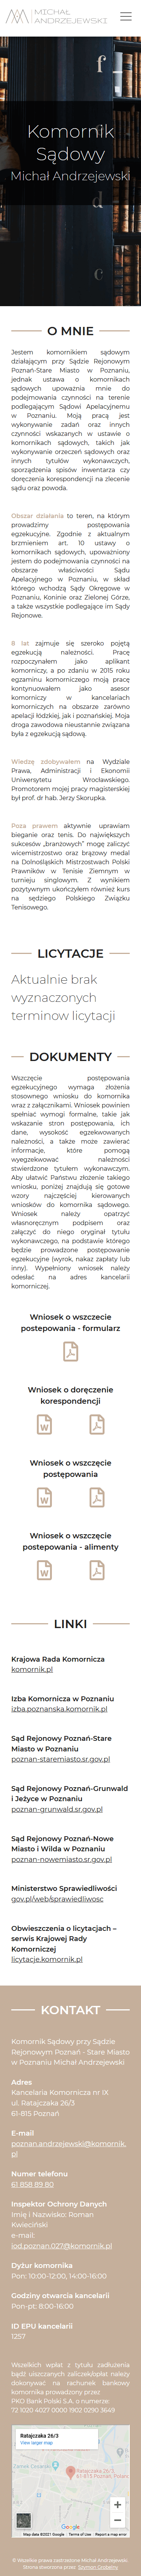 MICHAŁ
ANDRZEJEWSKI
Komornik
Sądowy
Michał Andrzejewski
O MNIE
Jestem komornikiem sądowym
działającym przy Sądzie Rejonowym
Poznań-Stare Miasto w Poznaniu,
jednak ustawa o komornikach
sądowych upoważnia mnie do
podejmowania czynności na terenie
podlegającym Sądowi Apelacyjnemu
w Poznaniu. Moją pracą jest
wykonywanie zadań oraz innych
czynności wskazanych w ustawie o
komornikach sądowych, takich jak
wykonywanie orzeczeń sądowych oraz
innych tytułów wykonawczych,
sporządzenia spisów inwentarza czy
doręczenia korespondencji na zlecenie
sądu oraz powoda.
Obszar działania to teren, na którym
prowadzimy postępowania
egzekucyjne. Zgodnie z aktualnym
brzmieniem art. 10 ustawy o
komornikach sądowych, upoważniony
jestem do podejmowania czynności na
obszarze właściwości Sądu
Apelacyjnego w Poznaniu, w skład
którego wchodzą Sądy Okręgowe w
Poznaniu, Koninie oraz Zielonej Górze,
a także wszystkie podlegające im Sądy
Rejonowe.
8 lat zajmuje się szeroko pojętą
egzekucją należności. Pracę
rozpoczynałem jako aplikant
komorniczy, a po zdaniu w 2015 roku
egzaminu komorniczego moją pracę
kontynuowałem jako asesor
komorniczy w kancelariach
komorniczych na obszarze zarówno
apelacji łódzkiej, jak i poznańskiej. Moja
droga zawodowa nieustannie związana
była z egzekucją sądową.
Wiedzę zdobywałem na Wydziale
Prawa, Administracji i Ekonomii
Uniwersytetu Wrocławskiego.
Promotorem mojej pracy magisterskiej
był prof. dr hab. Jerzy Skorupka.
Poza prawem aktywnie uprawiam
bieganie oraz tenis. Do największych
sukcesów „branżowych” mogę zaliczyć
wicemistrzostwo oraz brązowy medal
na Dolnośląskich Mistrzostwach Polski
Prawników w Tenisie Ziemnym w
turnieju singlowym. Z wynikiem
pozytywnym ukończyłem również kurs
na sędziego Polskiego Związku
Tenisowego.
LICYTACJE
Aktualnie brak
wyznaczonych
terminow licytacji
DOKUMENTY
Wszczęcie postępowania
egzekucyjnego wymaga złożenia
stosownego wniosku do komornika
wraz z załącznikami. Wniosek powinien
spełniać wymogi formalne, takie jak
wskazanie stron postępowania, ich
dane, wysokość egzekwowanych
należności, a także może zawierać
informacje, które pomogą
wyegzekwować należności
stwierdzone tytułem wykonawczym.
Aby ułatwić Państwu złożenie takiego
wniosku, poniżej znajdują się gotowe
wzory najczęściej kierowanych
wniosków do komornika sądowego.
Wniosek należy opatrzyć
własnoręcznym podpisem oraz
załączyć do niego oryginał tytułu
wykonawczego, na podstawie którego
będzie prowadzone postępowanie
egzekucyjne (wyrok, nakaz zapłaty lub
inny). Wypełniony wniosek należy
odesłać na adres kancelarii
komorniczej.
Wniosek o wszczecie
postepowania - formularz
Wniosek o doręczenie
korespondencji
Wniosek o wszczęcie
postępowania
Wniosek o wszczęcie
postepowania - alimenty
LINKI
Krajowa Rada Komornicza
komornik.pl
Izba Komornicza w Poznaniu
izba.poznanska.komornik.pl
Sąd Rejonowy Poznań-Stare
Miasto w Poznaniu
poznan-staremiasto.sr.gov.pl
Sąd Rejonowy Poznań-Grunwald
i Jeżyce w Poznaniu
poznan-grunwald.sr.gov.pl
Sąd Rejonowy Poznań-Nowe
Miasto i Wilda w Poznaniu
poznan-nowemiasto.sr.gov.pl
Ministerstwo Sprawiedliwości
gov.pl/web/sprawiedliwosc
Obwieszczenia o licytacjach –
serwis Krajowej Rady
Komorniczej
licytacje.komornik.pl
KONTAKT
Komornik Sądowy przy Sądzie
Rejonowym Poznań - Stare Miasto
w Poznaniu Michał Andrzejewski
Adres
Kancelaria Komornicza nr IX
ul. Ratajczaka 26/3
61-815 Poznań
E-mail
poznan.andrzejewski@komornik.
pl
Numer telefonu
61 858 89 80
Inspektor Ochrony Danych
Imię i Nazwisko: Roman
Kwieciński
e-mail:
iod.poznan.027@komornik.pl
Dyżur komornika
Pon: 10:00-12:00, 14:00-16:00
Godziny otwarcia kancelarii
Pon-pt: 8:00-16:00
ID EPU kancelarii
1257
Wszelkich wpłat z tytułu zadłużenia
bądź uiszczanych zaliczek/opłat należy
dokonywać na rachunek bankowy
komornika prowadzony przez
PKO Bank Polski S.A. o numerze:
72 1020 4027 0000 1902 0290 3649
Ratajczaka 26/3
View larger map
Ratajczaka 26/3
61-815 Poznań, Poland
Google
Map data ©2021 Google
Terms of Use
Report a map error
© Wszelkie prawa zastrzeżone Michał Andrzejewski